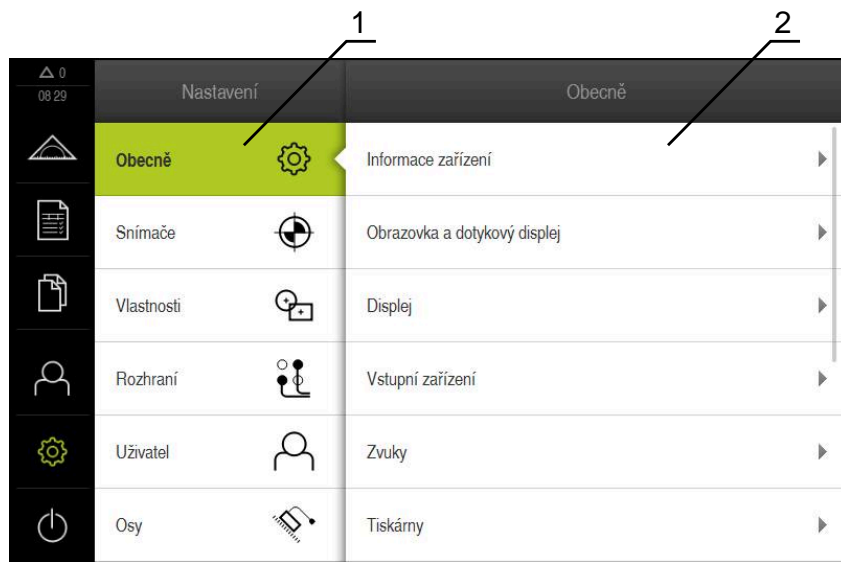 1
2
0
08 29
Nastavení
Obecně
Obecně
Informace zařízení
Snímače
Obrazovka a dotykový displej
Vlastnosti
Displej
Rozhraní
Vstupní zařízení
Uživatel
Zvuky
Osy
Tiskárny